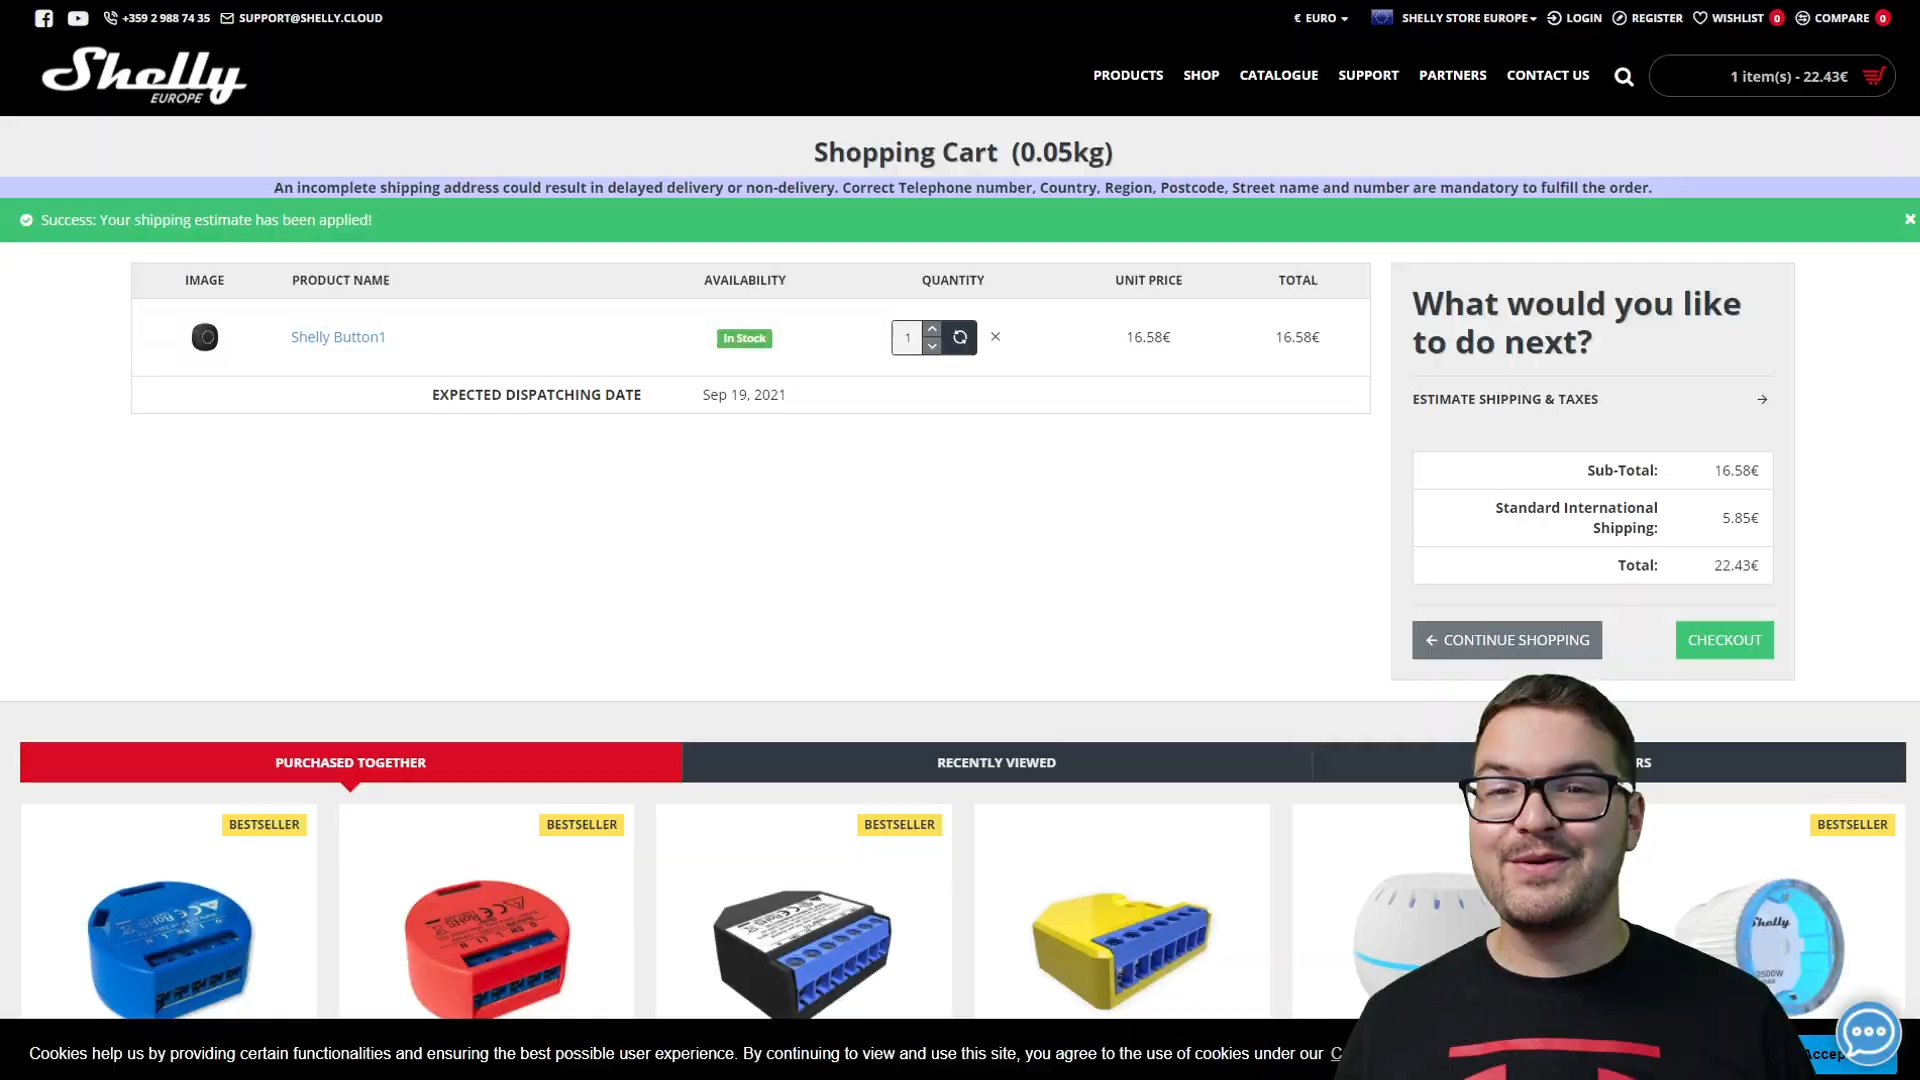 +359 2 988 74 35 SUPPORT@SHELLY.CLOUD € EURO SHELLY STORE EUROPE LOGIN REGISTER WISHLIST 0 COMPARE 0
Shelly
EUROPE
PRODUCTS SHOP CATALOGUE SUPPORT PARTNERS CONTACT US 1 item(s) - 22.43€
Shopping Cart (0.05kg)
An incomplete shipping address could result in delayed delivery or non-delivery. Correct Telephone number, Country, Region, Postcode, Street name and number are mandatory to fulfill the order.
Success: Your shipping estimate has been applied!
IMAGE PRODUCT NAME AVAILABILITY QUANTITY UNIT PRICE TOTAL
Shelly Button1 In Stock 1 16.58€ 16.58€
EXPECTED DISPATCHING DATE Sep 19, 2021
What would you like
to do next?
ESTIMATE SHIPPING & TAXES
Sub-Total: 16.58€
Standard International
Shipping: 5.85€
Total: 22.43€
CONTINUE SHOPPING CHECKOUT
PURCHASED TOGETHER RECENTLY VIEWED RS
BESTSELLER BESTSELLER BESTSELLER BESTSELLER
Shelly
2500W
Cookies help us by providing certain functionalities and ensuring the best possible user experience. By continuing to view and use this site, you agree to the use of cookies under our C
Accep